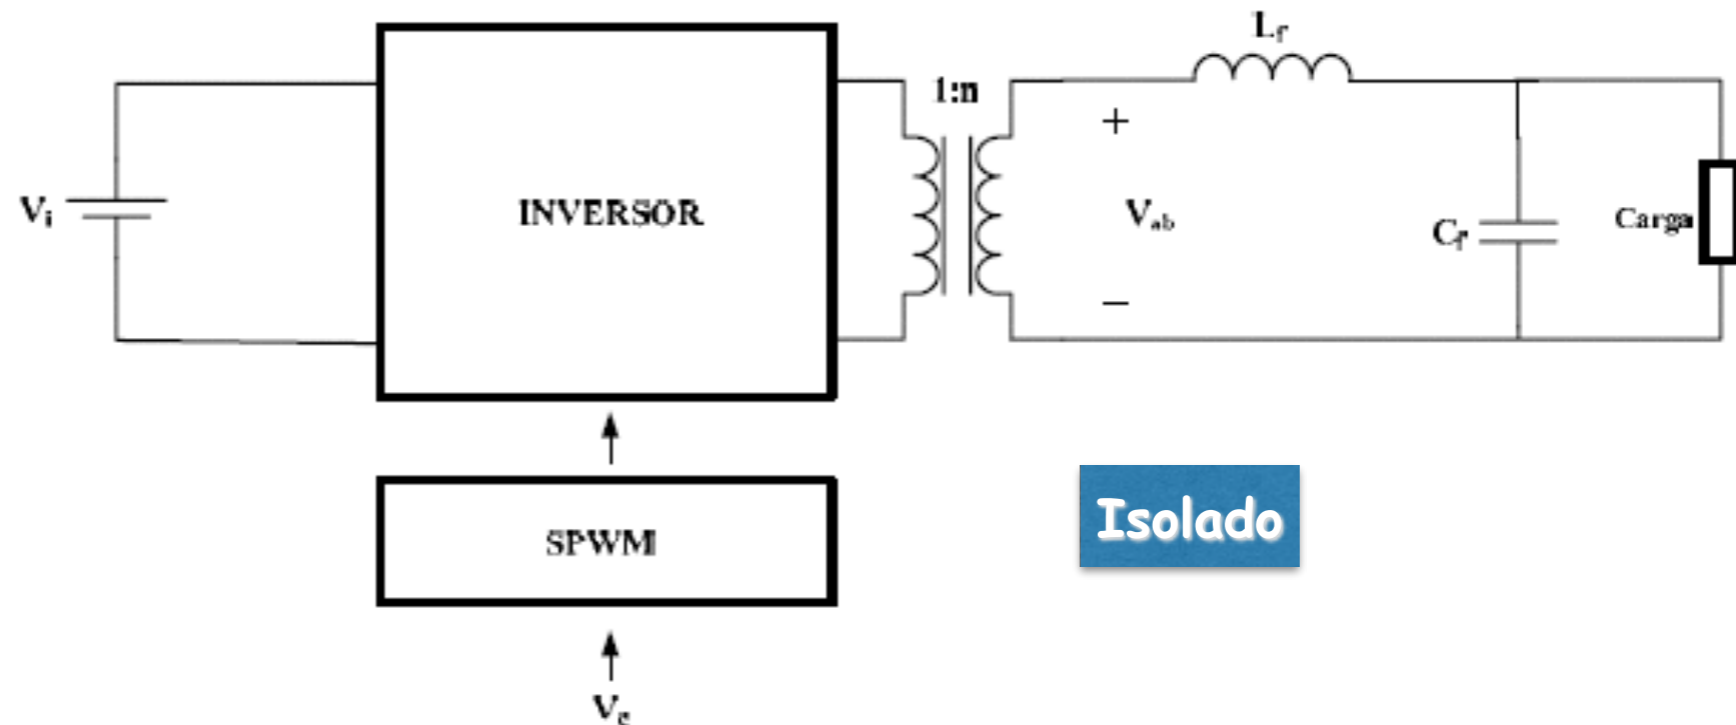 Lf
1:n
+
Vi
INVERSOR
Vab
Cf
Carga
−
Isolado
SPWM
Vc